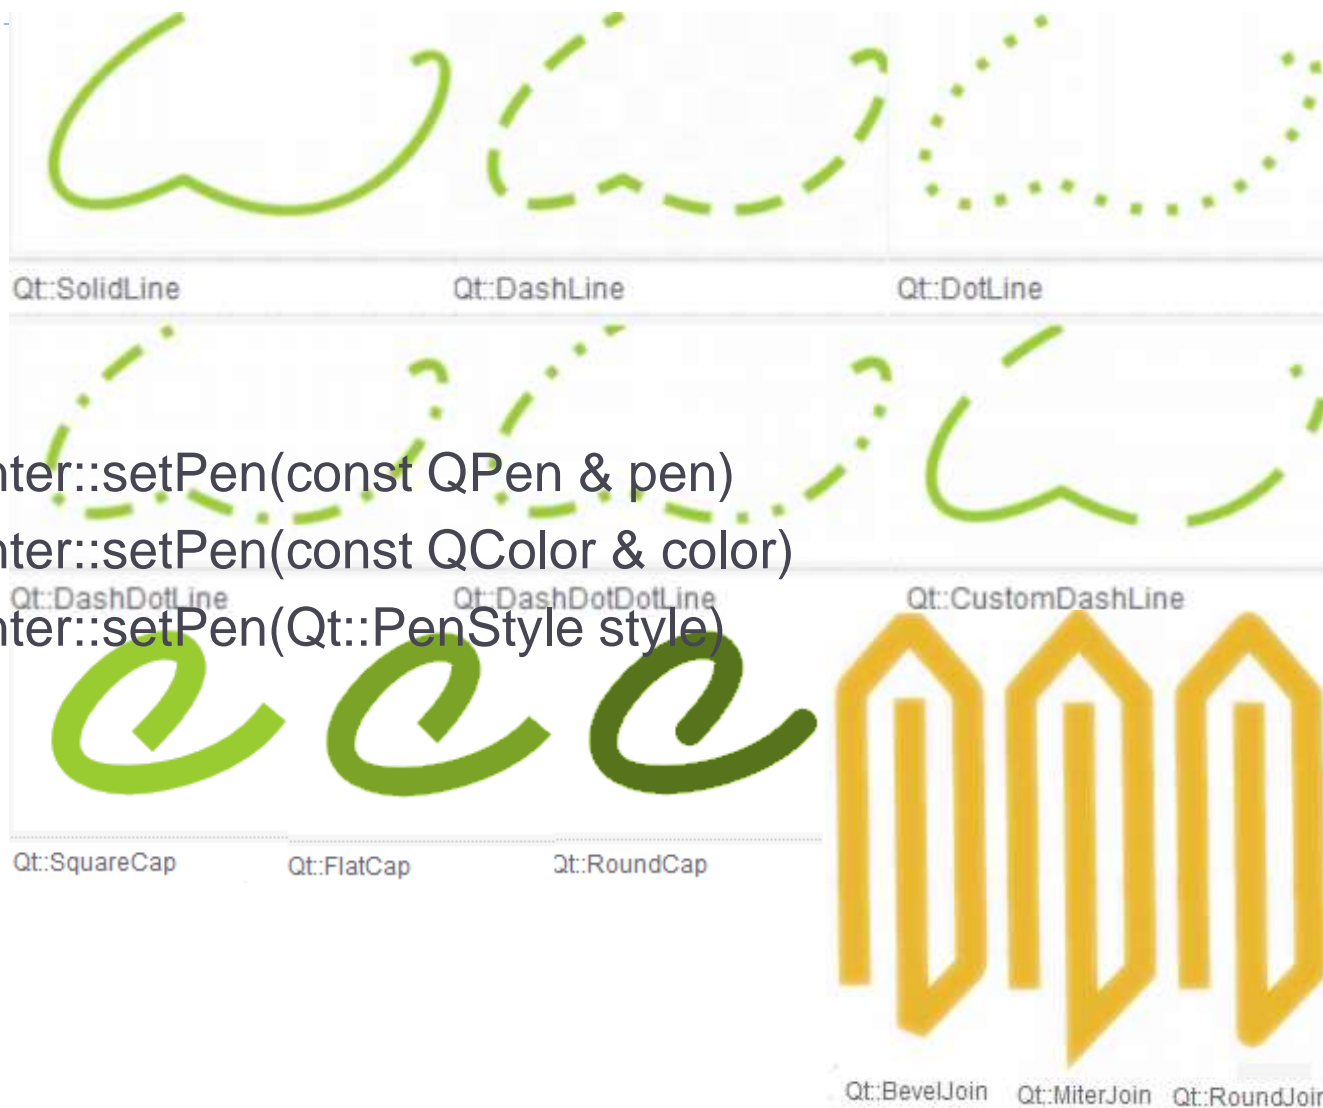 Qt::SolidLine Qt::DashLine Qt::DotLine
nter::setPen(const QPen & pen)
nter::setPen(const QColor & color)
Qt::DashDotLine Qt::DashDotDotLine Qt::CustomDashLine
nter::setPen(Qt::PenStyle style)
Qt::SquareCap Qt::FlatCap Qt::RoundCap
Qt::BevelJoin Qt::MiterJoin Qt::RoundJoin